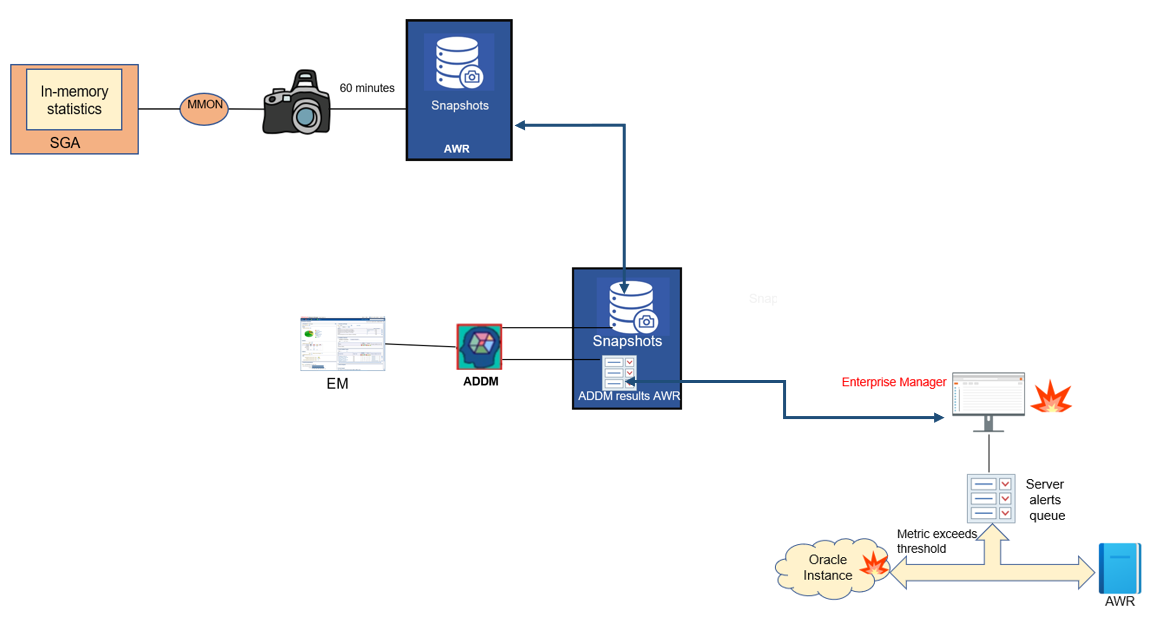 In-memory
statistics
SGA
MMON
60 minutes
Snapshots
AWR
Snapshots
ADDM results AWR
EM
ADDM
Snap
Enterprise Manager
Server
alerts
queue
Metric exceeds
threshold
Oracle
Instance
AWR